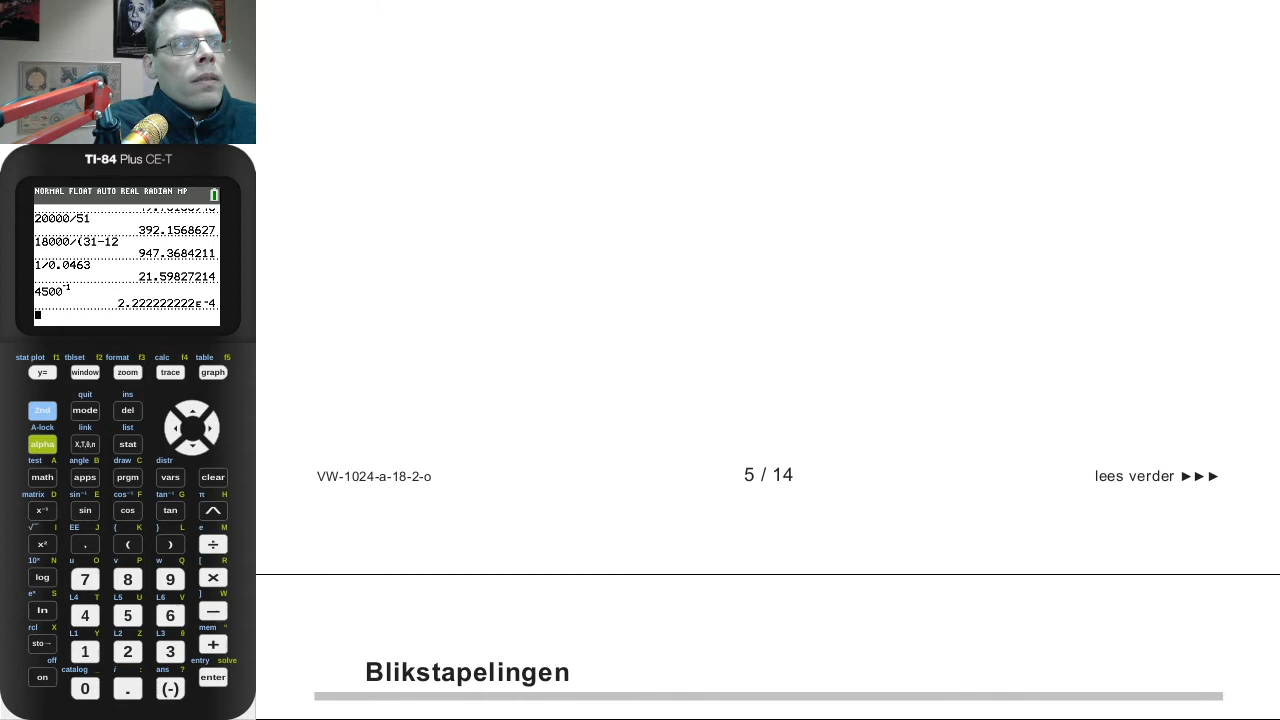 TI-84 Plus CE-T
NORMAL FLOAT AUTO REAL RADIAN MP
20000/51
392.1568627
18000/(31-12
947.3684211
1/0.0463
21.59827214
4500⁻¹
2.222222222ᴇ-4
stat plot f1 tblset f2 format f3 calc f4 table f5
y= window zoom trace graph
quit ins
2nd mode del
A-lock link list
alpha X,T,θ,n stat
test A angle B draw C distr
math apps prgm vars clear
matrix D sin⁻¹ E cos⁻¹ F tan⁻¹ G π H
x⁻¹ sin cos tan ^
√ I EE J { K } L e M
x² , ( ) ÷
10ˣ N u O v P w Q [ R
log 7 8 9 ×
eˣ S L4 T L5 U L6 V ] W
ln 4 5 6 —
rcl X L1 Y L2 Z L3 θ mem "
sto→ 1 2 3 +
off catalog _ i : ans ? entry solve
on 0 . (-) enter
VW-1024-a-18-2-o 5 / 14 lees verder ►►►
Blikstapelingen